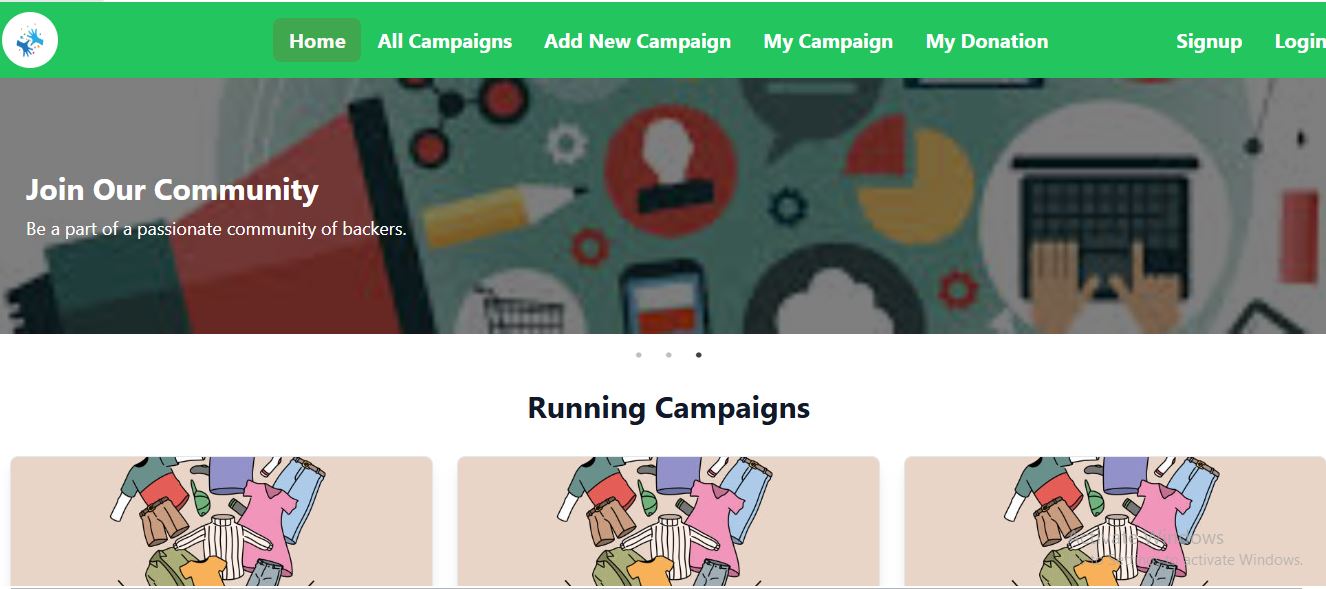 Home All Campaigns Add New Campaign My Campaign My Donation Signup Login
Join Our Community
Be a part of a passionate community of backers.
Running Campaigns
Activate Windows
to activate Windows.